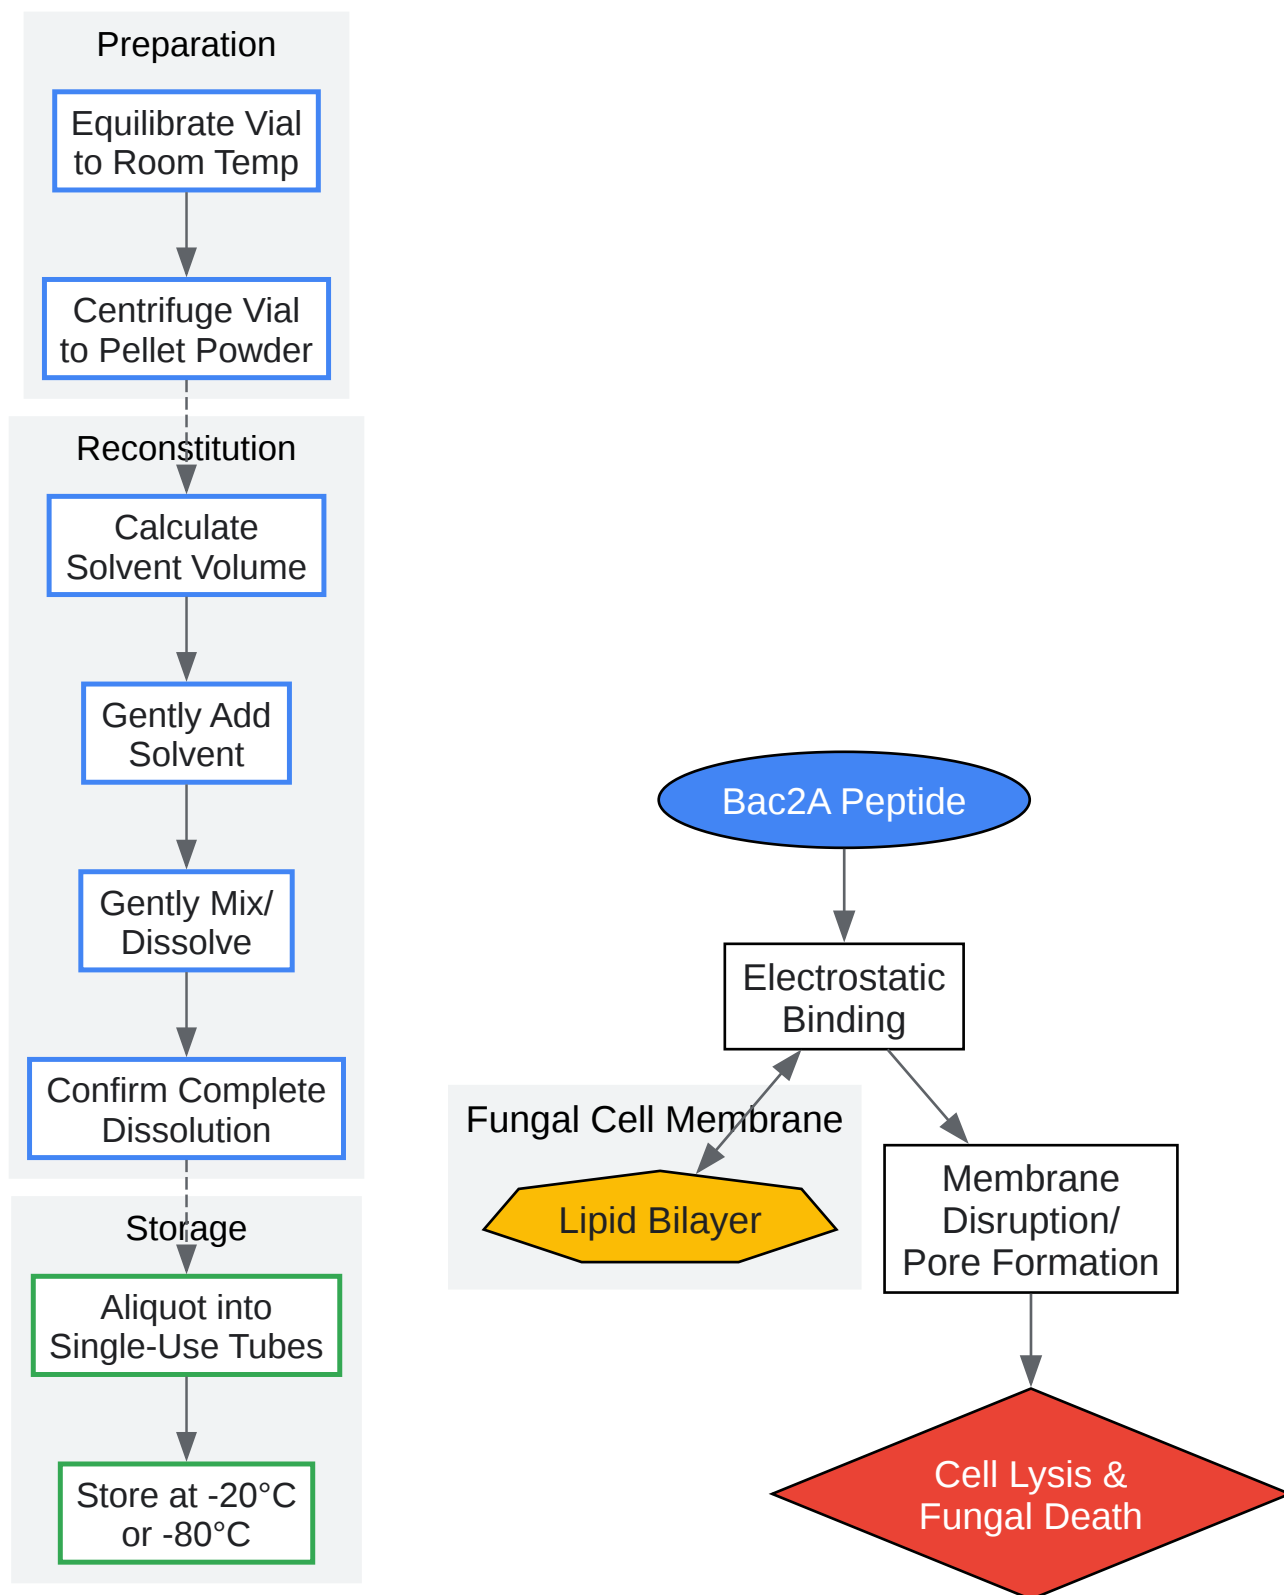 Preparation
Equilibrate Vial
to Room Temp
Centrifuge Vial
to Pellet Powder
Reconstitution
Calculate
Solvent Volume
Gently Add
Solvent
Gently Mix/
Dissolve
Confirm Complete
Dissolution
Storage
Aliquot into
Single-Use Tubes
Store at -20°C
or -80°C
Bac2A Peptide
Electrostatic
Binding
Fungal Cell Membrane
Lipid Bilayer
Membrane
Disruption/
Pore Formation
Cell Lysis &
Fungal Death